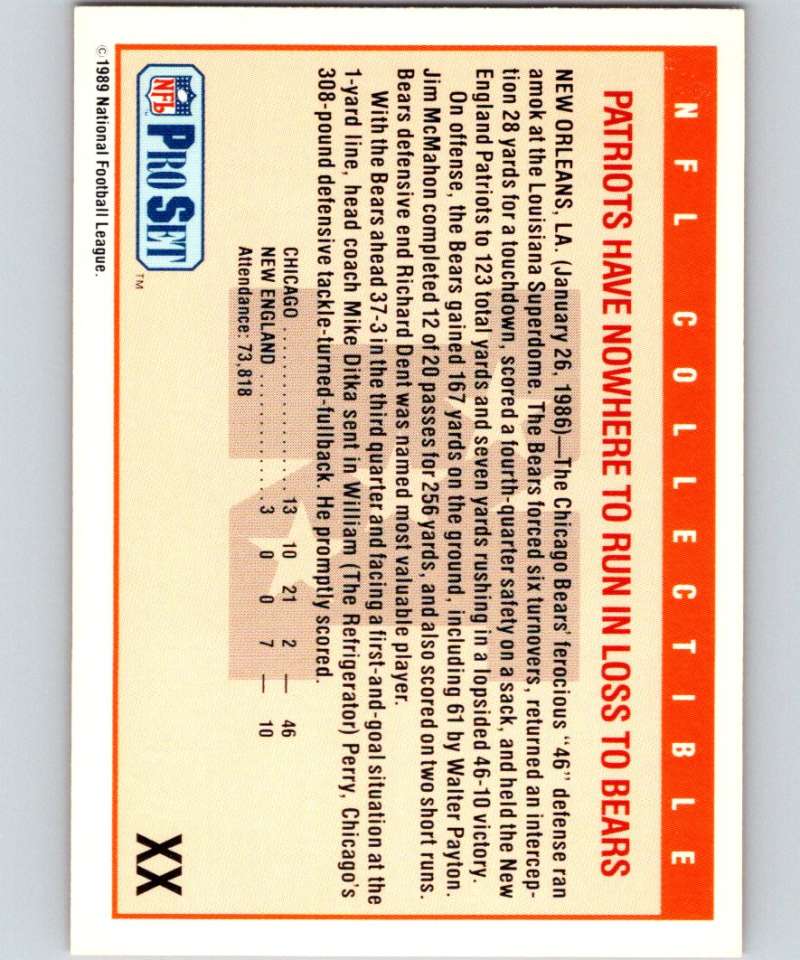 NFL COLLECTIBLE
PATRIOTS HAVE NOWHERE TO RUN IN LOSS TO BEARS
NEW ORLEANS, LA. (January 26, 1986)—The Chicago Bears' ferocious "46" defense ran
amok at the Louisiana Superdome. The Bears forced six turnovers, returned an intercep-
tion 28 yards for a touchdown, scored a fourth-quarter safety on a sack, and held the New
England Patriots to 123 total yards and seven yards rushing in a lopsided 46-10 victory.
On offense, the Bears gained 167 yards on the ground, including 61 by Walter Payton.
Jim McMahon completed 12 of 20 passes for 256 yards, and also scored on two short runs.
Bears defensive end Richard Dent was named most valuable player.
With the Bears ahead 37-3 in the third quarter and facing a first-and-goal situation at the
1-yard line, head coach Mike Ditka sent in William (The Refrigerator) Perry, Chicago's
308-pound defensive tackle-turned-fullback. He promptly scored.
CHICAGO .................... 13 10 21 2 — 46
NEW ENGLAND ............... 3 0 0 7 — 10
Attendance: 73,818
NFL PRO SET ™
XX
© 1989 National Football League.